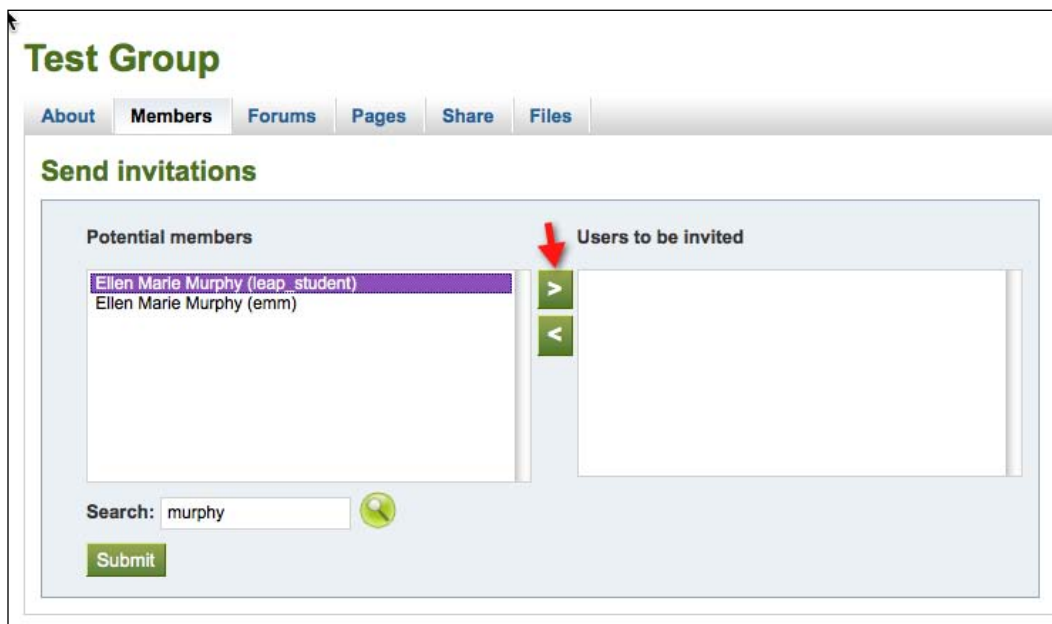 Test Group
About Members Forums Pages Share Files
Send invitations
Potential members Users to be invited
Ellen Marie Murphy (leap_student) >
Ellen Marie Murphy (emm)
<
Search: murphy
Submit